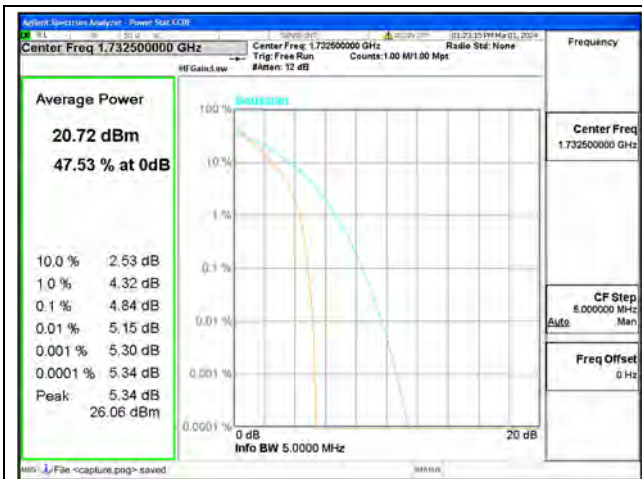 Agilent Spectrum Analyzer - Power Stat CCDF
01:23:15 PM Mar 01, 2024
Center Freq 1.732500000 GHz
Center Freq: 1.732500000 GHz
Radio Std: None
Trig: Free Run
Counts:1.00 M/1.00 Mpt
#IFGain:Low
#Atten: 12 dB
Frequency
Average Power
20.72 dBm
47.53 % at 0dB
10.0 % 2.53 dB
1.0 % 4.32 dB
0.1 % 4.84 dB
0.01 % 5.15 dB
0.001 % 5.30 dB
0.0001 % 5.34 dB
Peak 5.34 dB
26.06 dBm
Gaussian
100 %
10 %
1 %
0.1 %
0.01 %
0.001 %
0.0001 %
0 dB
20 dB
Info BW 5.0000 MHz
Center Freq
1.732500000 GHz
CF Step
5.000000 MHz
Auto Man
Freq Offset
0 Hz
MSG File <capture.png> saved
STATUS